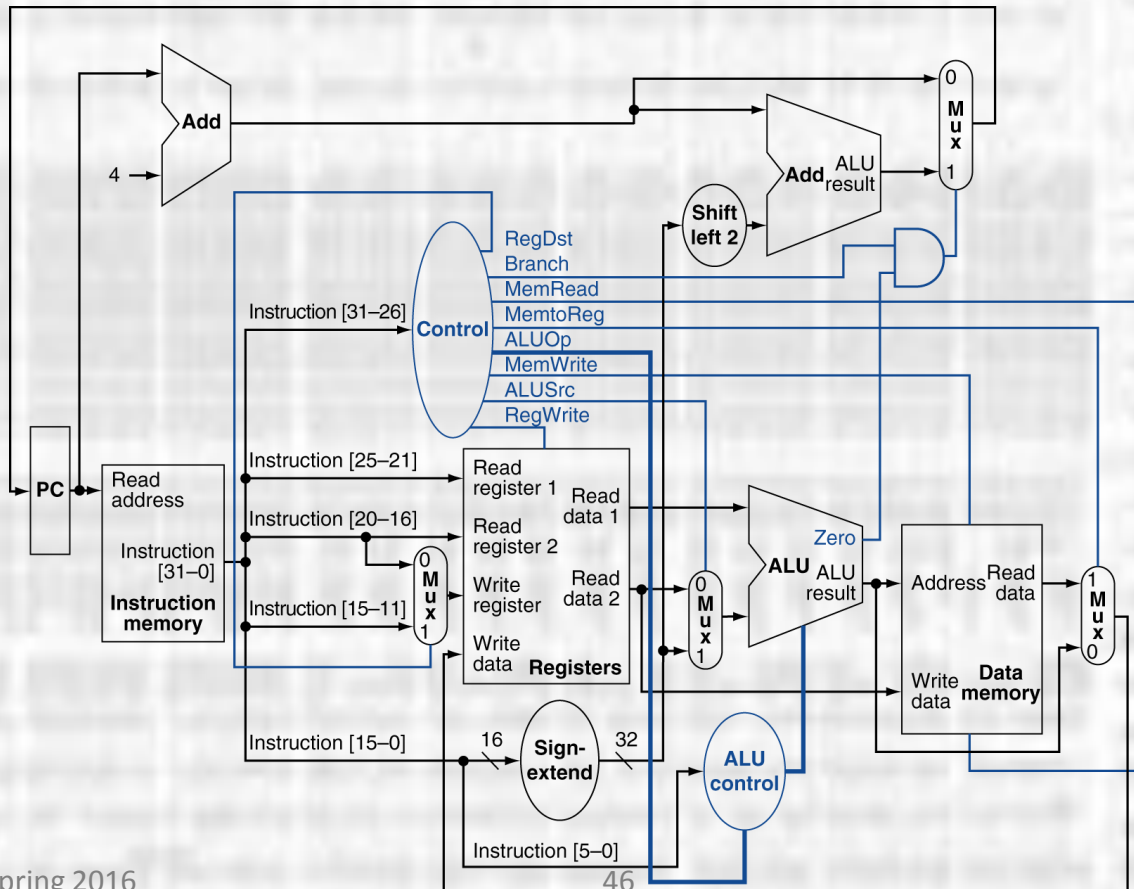 Add
4
Add
ALU
result
0
Mux
1
Shift
left 2
RegDst
Branch
MemRead
MemtoReg
ALUOp
MemWrite
ALUSrc
RegWrite
Control
Instruction [31–26]
PC
Read
address
Instruction
[31–0]
Instruction
memory
Instruction [25–21]
Instruction [20–16]
Instruction [15–11]
0
Mux
1
Read
register 1
Read
register 2
Write
register
Write
data
Read
data 1
Read
data 2
Registers
0
Mux
1
Zero
ALU
ALU
result
Address
Read
data
Write
data
Data
memory
1
Mux
0
Instruction [15–0]
16
Sign-
extend
32
ALU
control
Instruction [5–0]
pring 2016
46